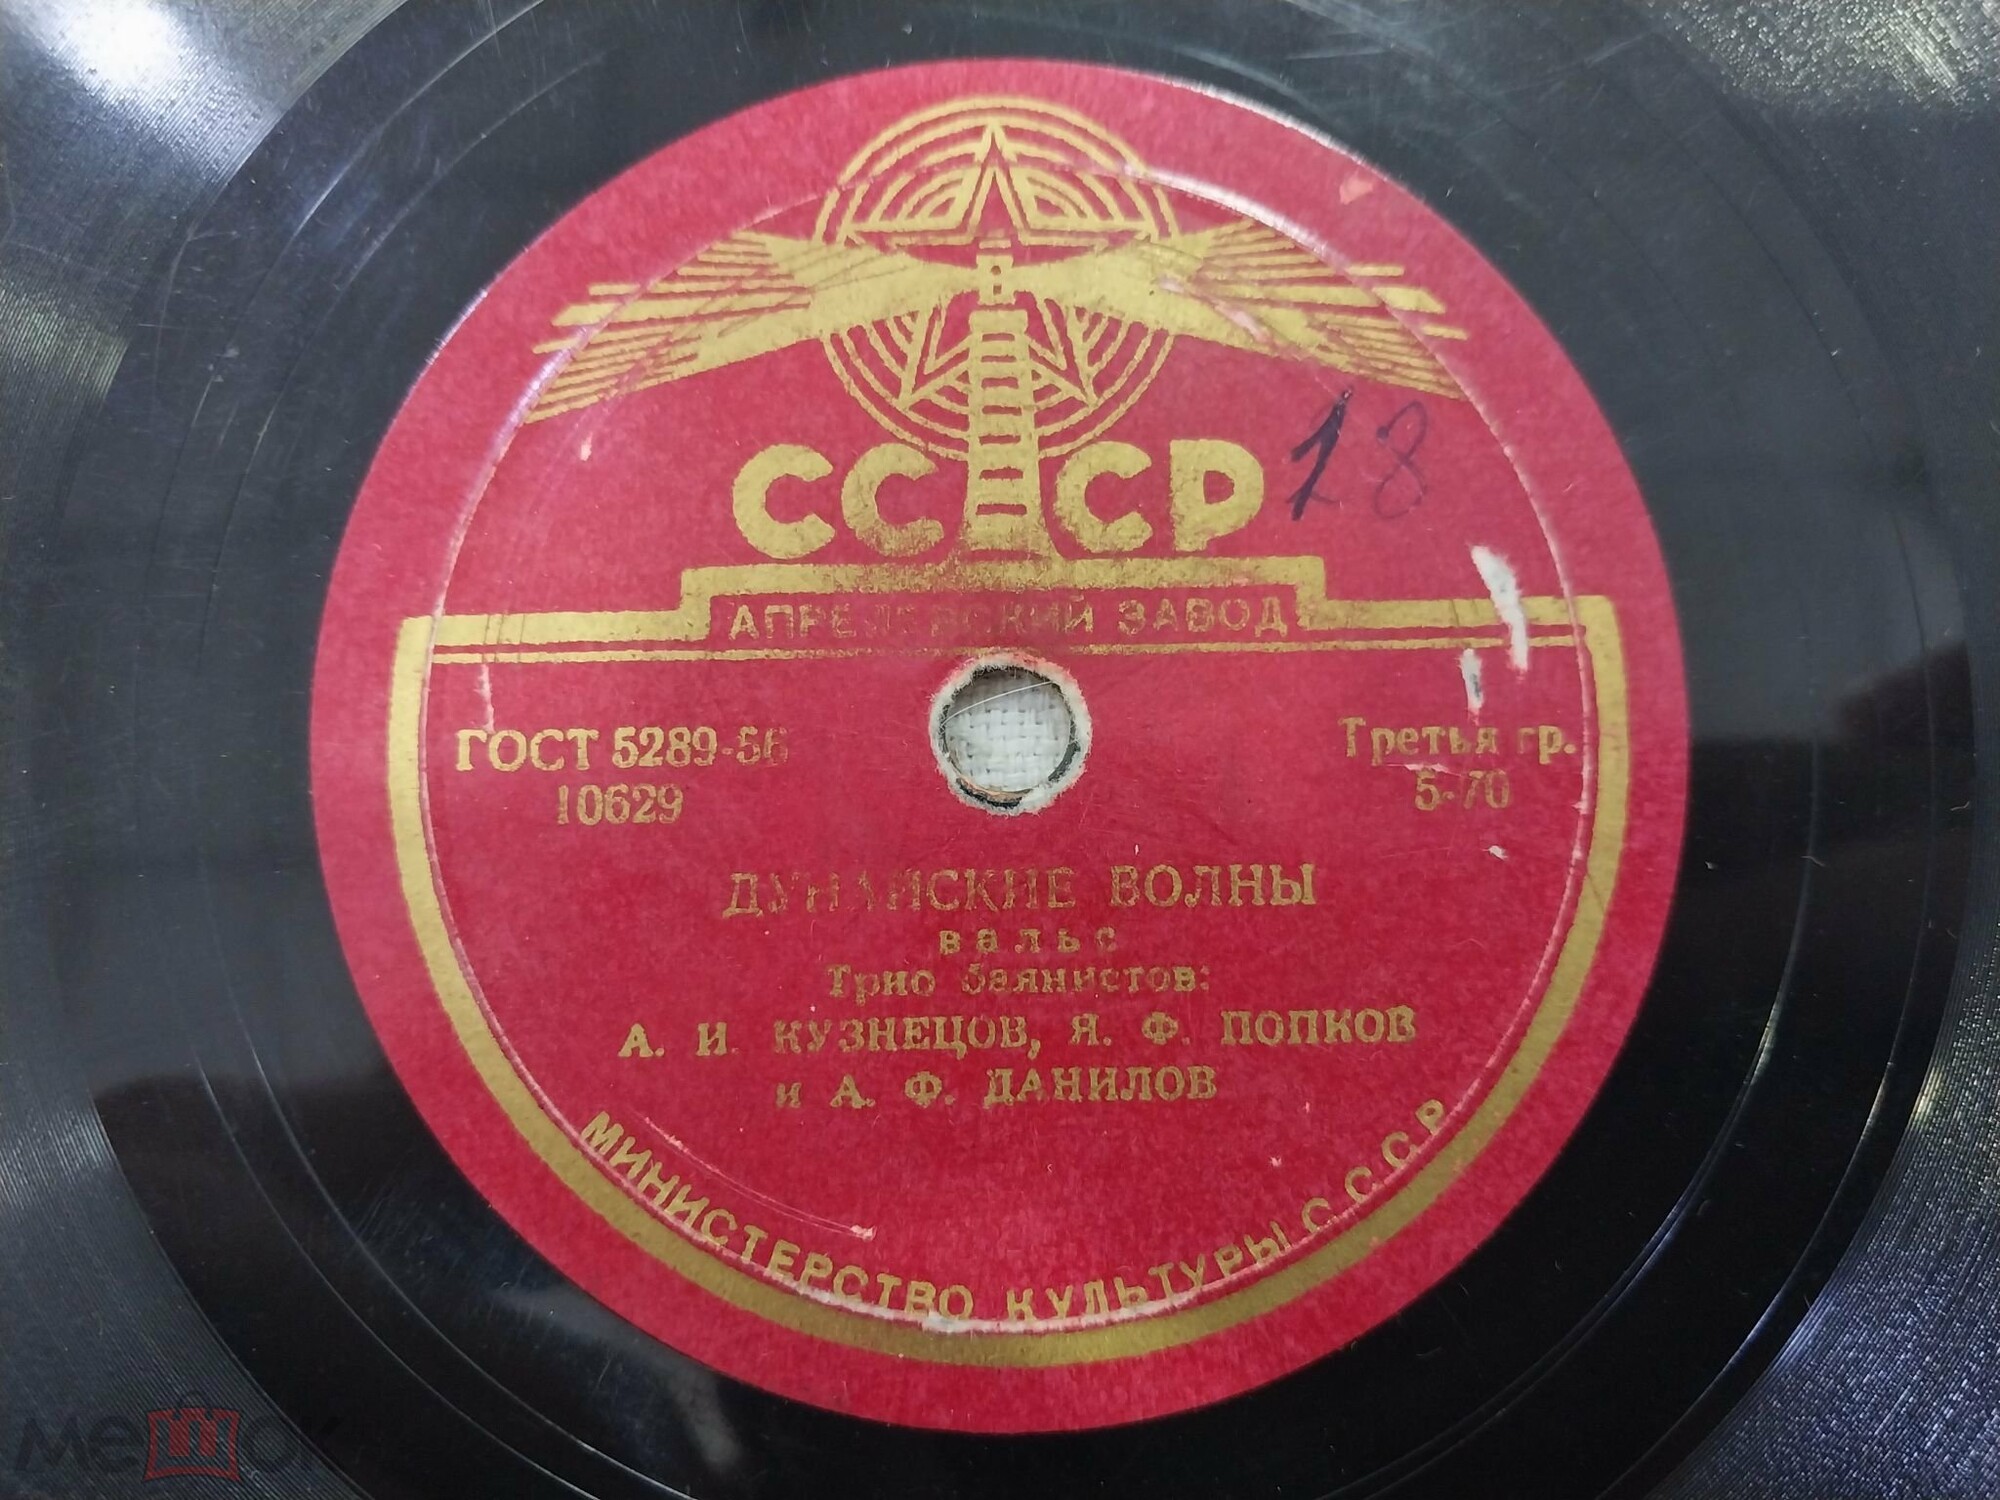 СССР
18
АПРЕЛЕВСКИЙ ЗАВОД
ГОСТ 5289-56
10629
Третья гр.
5-70
ДУНАЙСКИЕ ВОЛНЫ
вальс
Трио баянистов:
А. И. КУЗНЕЦОВ, Я. Ф. ПОПКОВ
и А. Ф. ДАНИЛОВ
МИНИСТЕРСТВО КУЛЬТУРЫ С.С.С.Р.
мешок